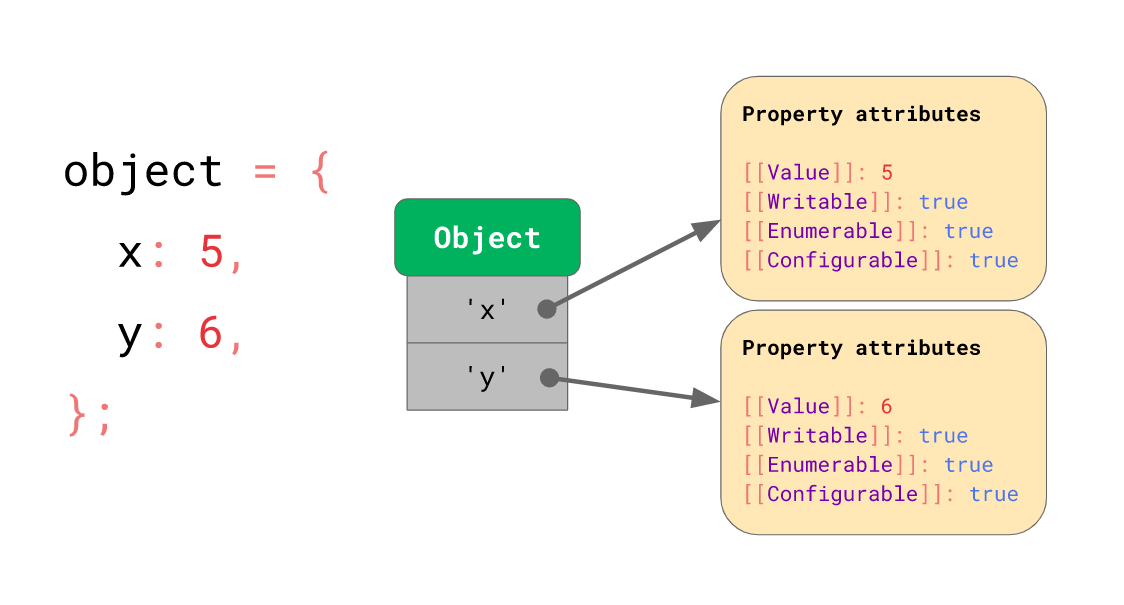 object = {
x: 5,
y: 6,
};
Object
'x'
'y'
Property attributes
[[Value]]: 5
[[Writable]]: true
[[Enumerable]]: true
[[Configurable]]: true
Property attributes
[[Value]]: 6
[[Writable]]: true
[[Enumerable]]: true
[[Configurable]]: true